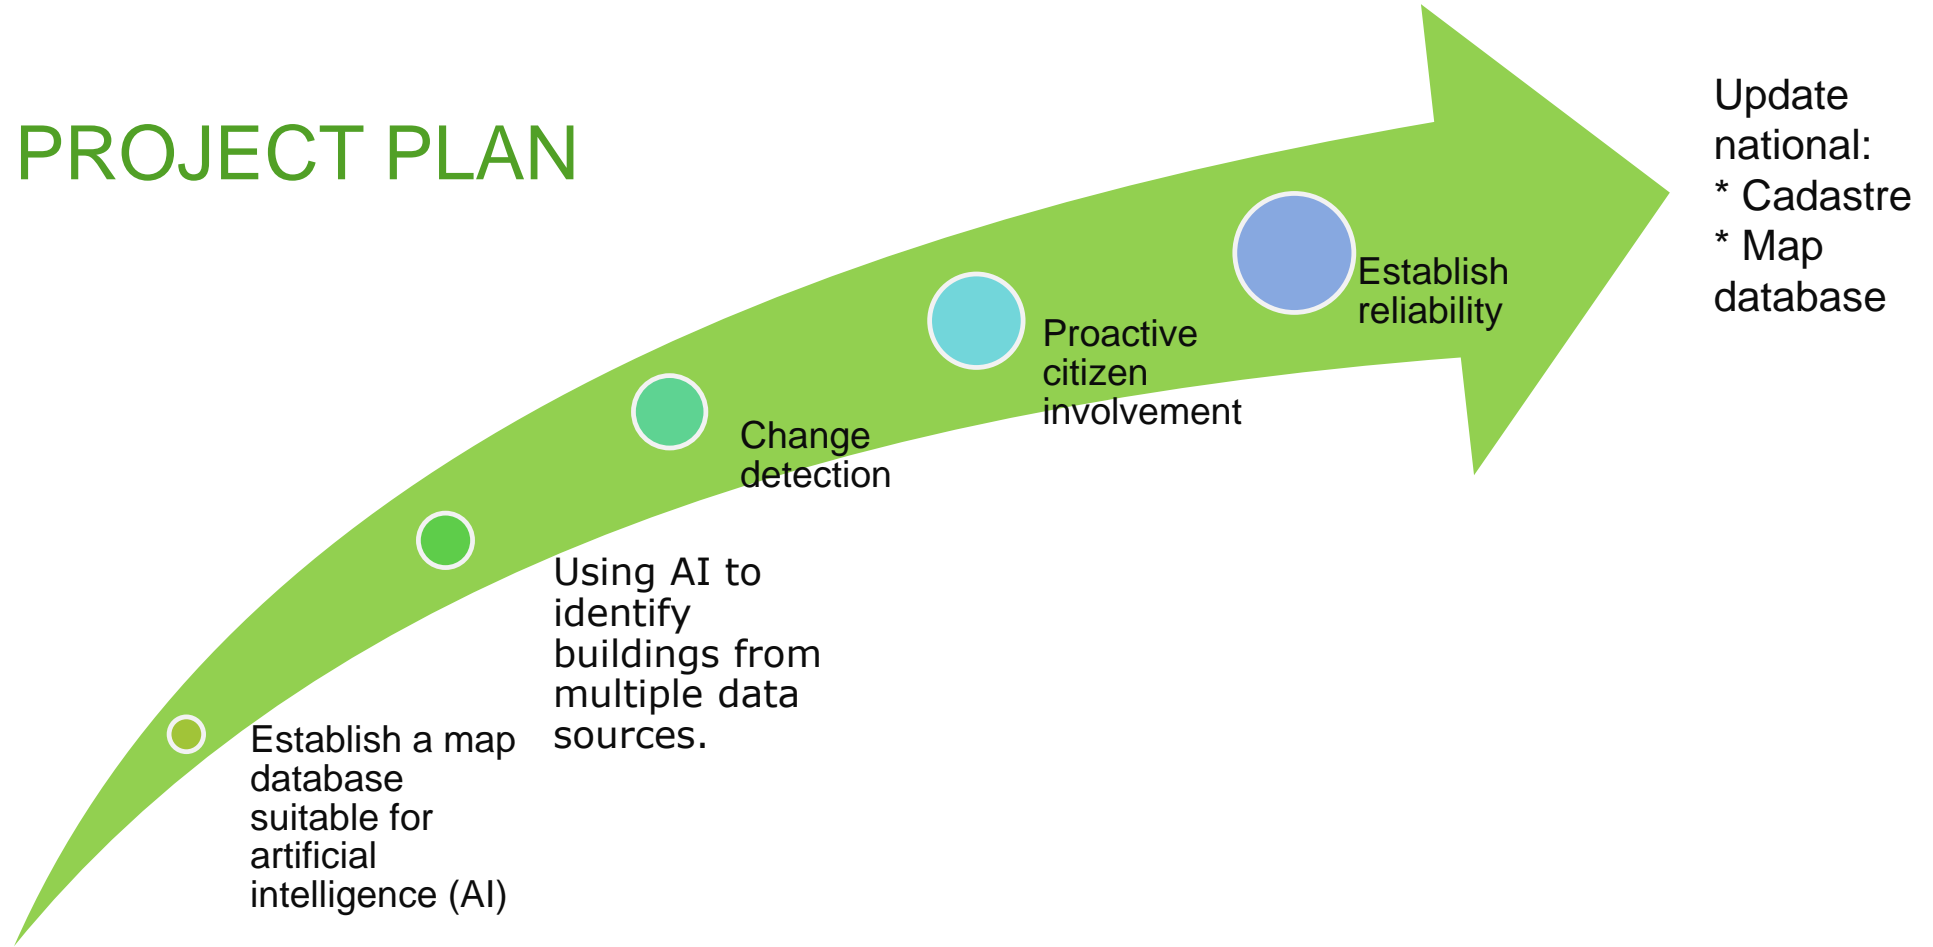 PROJECT PLAN
Establish a map
database
suitable for
artificial
intelligence (AI)
Using AI to
identify
buildings from
multiple data
sources.
Change
detection
Proactive
citizen
involvement
Establish
reliability
Update
national:
* Cadastre
* Map
database